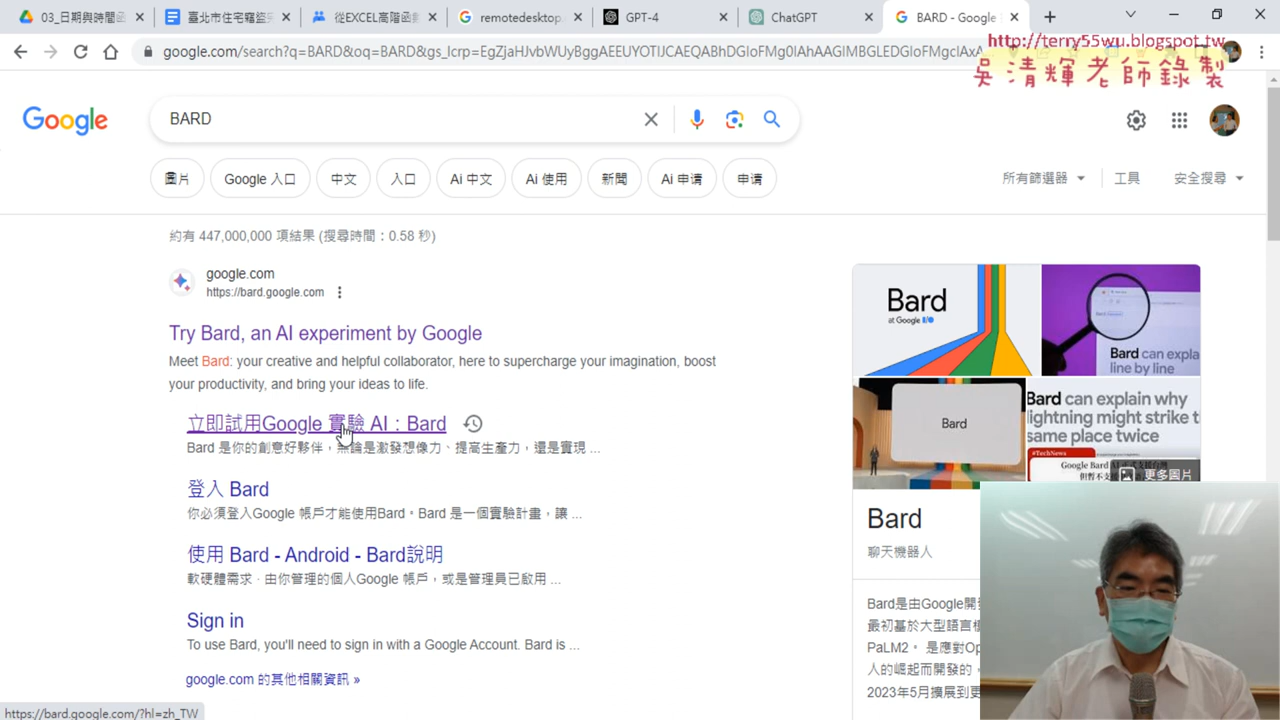 03_日期與時間函
臺北市住宅竊盜
從EXCEL高階函數
remotedesktop.
GPT-4
ChatGPT
BARD - Google
google.com/search?q=BARD&oq=BARD&gs_lcrp=
http://terry55wu.blogspot.tw
吳清輝老師錄製
Google
BARD
圖片
Google 入口
中文
入口
Ai 中文
Ai 使用
新聞
Ai 申请
申请
所有篩選器
工具
安全搜尋
約有 447,000,000 項結果 (搜尋時間：0.58 秒)
google.com
https://bard.google.com
Try Bard, an AI experiment by Google
Meet Bard: your creative and helpful collaborator, here to supercharge your imagination, boost
your productivity, and bring your ideas to life.
立即試用Google 實驗 AI：Bard
Bard 是你的創意好夥伴，無論是激發想像力、提高生產力，還是實現 ...
登入 Bard
你必須登入Google 帳戶才能使用Bard。Bard 是一個實驗計畫，讓 ...
使用 Bard - Android - Bard說明
軟硬體需求 · 由你管理的個人Google 帳戶，或是管理員已啟用 ...
Sign in
To use Bard, you'll need to sign in with a Google Account. Bard is ...
google.com 的其他相關資訊 »
Bard
at Google I/O
Bard can expla
line by line
Bard
Bard can explain why
lightning might strike t
same place twice
#TechNews
Google Bard AI 正式支援台灣
更多圖片
Bard
聊天機器人
Bard是由Google開
最初基於大型語言模
PaLM2。 是應對Op
人的崛起而開發的。
2023年5月擴展到更
https://bard.google.com/?hl=zh_TW